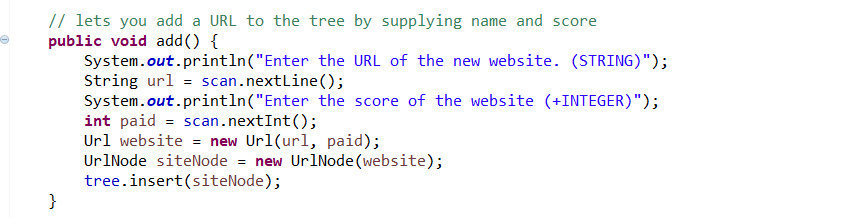 // lets you add a URL to the tree by supplying name and score
public void add() {
System.out.println("Enter the URL of the new website. (STRING)");
String url = scan.nextLine();
System.out.println("Enter the score of the website (+INTEGER)");
int paid = scan.nextInt();
Url website = new Url(url, paid);
UrlNode siteNode = new UrlNode(website);
tree.insert(siteNode);
}